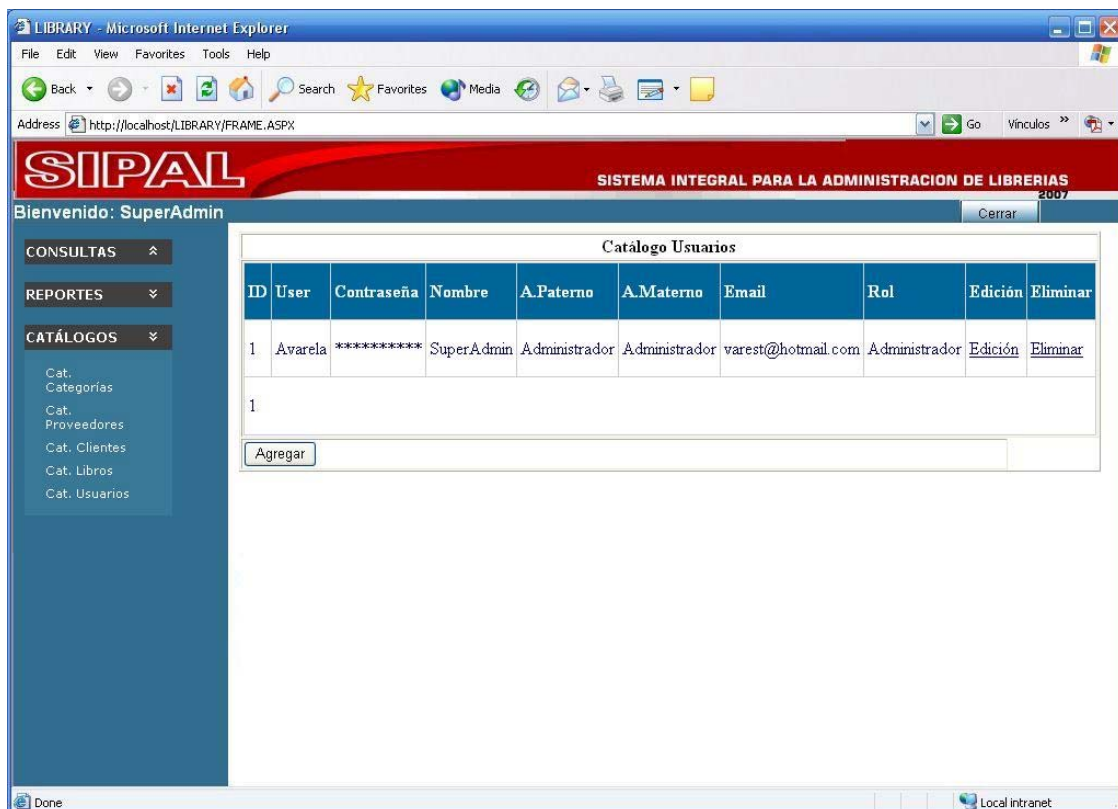 LIBRARY - Microsoft Internet Explorer
File Edit View Favorites Tools Help
Back Search Favorites Media
Address http://localhost/LIBRARY/FRAME.ASPX Go Vínculos »
SIPAL
SISTEMA INTEGRAL PARA LA ADMINISTRACION DE LIBRERIAS
2007
Bienvenido: SuperAdmin Cerrar
CONSULTAS
REPORTES
CATÁLOGOS
Cat.
Categorías
Cat.
Proveedores
Cat. Clientes
Cat. Libros
Cat. Usuarios
Catálogo Usuarios
ID User Contraseña Nombre A.Paterno A.Materno Email Rol Edición Eliminar
1 Avarela ********** SuperAdmin Administrador Administrador varest@hotmail.com Administrador Edición Eliminar
1
Agregar
Done Local intranet